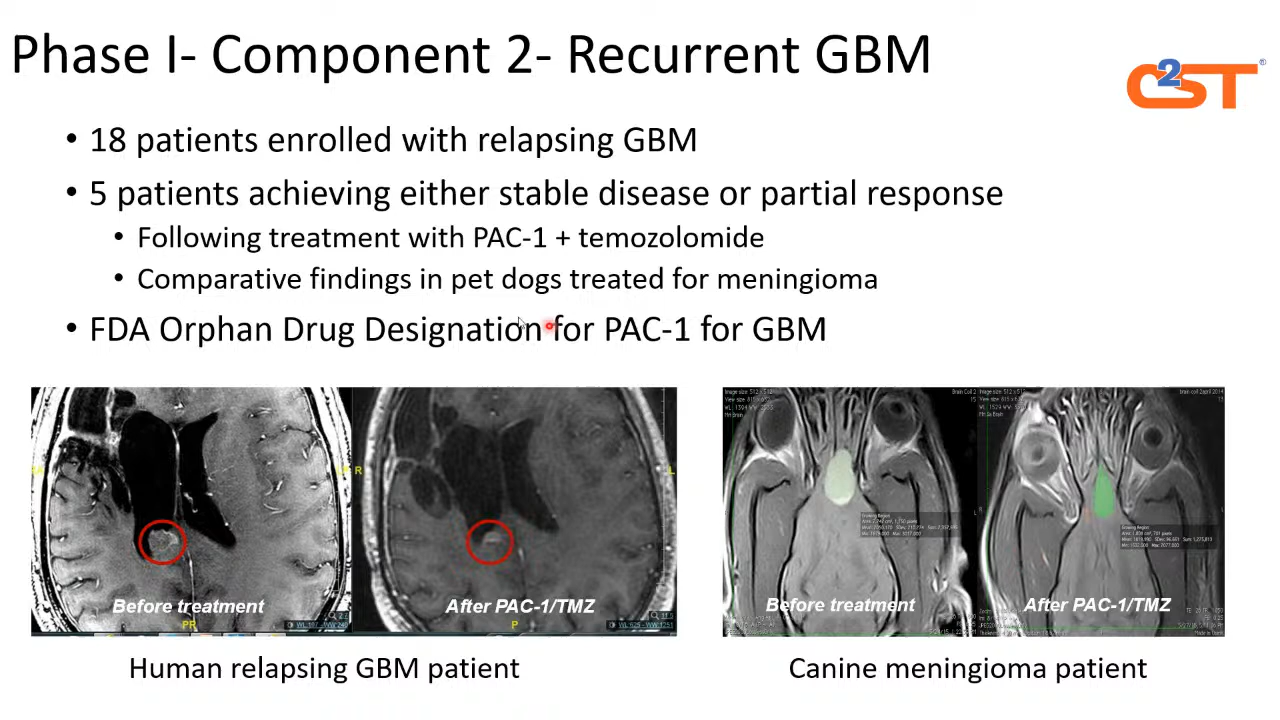 Phase I- Component 2- Recurrent GBM
C2ST®
• 18 patients enrolled with relapsing GBM
• 5 patients achieving either stable disease or partial response
• Following treatment with PAC-1 + temozolomide
• Comparative findings in pet dogs treated for meningioma
• FDA Orphan Drug Designation for PAC-1 for GBM
R
L
Before treatment
After PAC-1/TMZ
PR
P
Before treatment
After PAC-1/TMZ
Human relapsing GBM patient
Canine meningioma patient